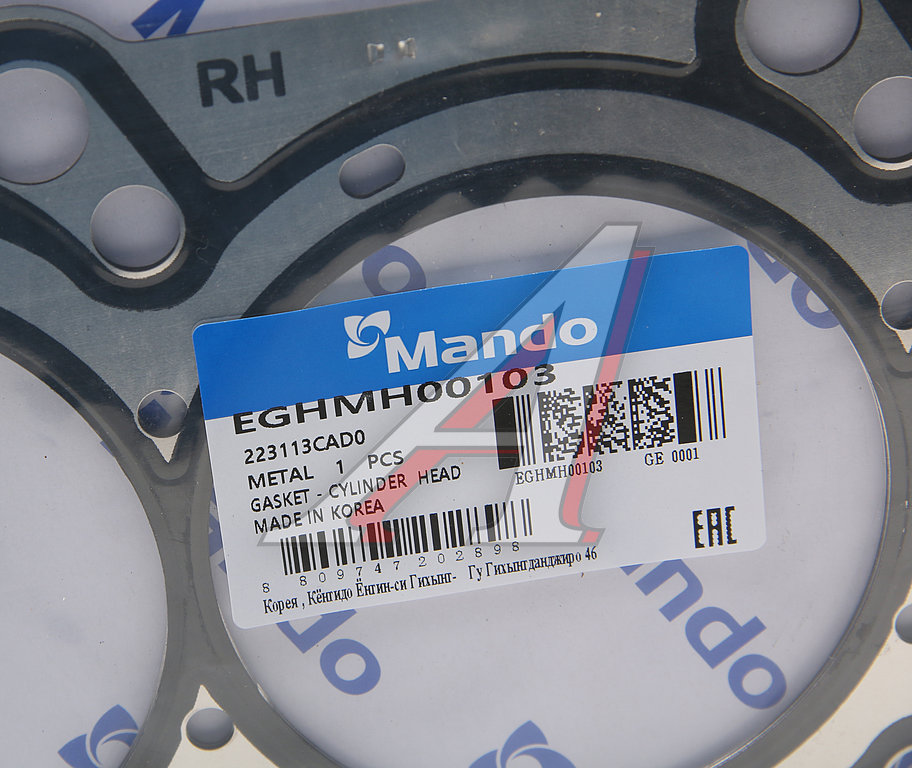 RH
Mando
EGHMH00103
223113CAD0
METAL 1 PCS
GASKET - CYLINDER HEAD
MADE IN KOREA
EGHMH00103 GE 0001
EAC
8 809747 202898
Корея , Кёнгидо Ёнгин-си Гихынг- Гу Гихынгданджиро 46
Mando
Mando